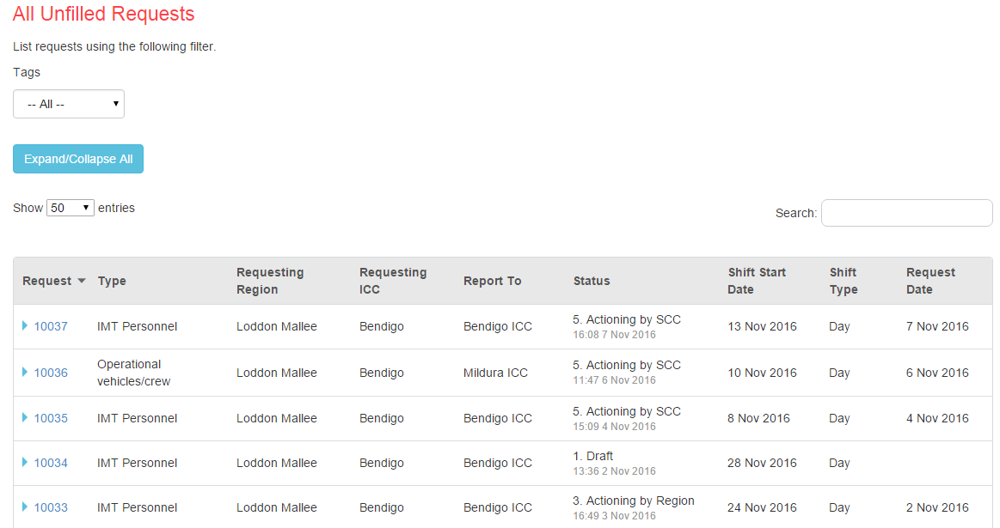 All Unfilled Requests
List requests using the following filter.
Tags
-- All --
Expand/Collapse All
Show 50 entries
Search:
Request Type Requesting Region Requesting ICC Report To Status Shift Start Date Shift Type Request Date
10037 IMT Personnel Loddon Mallee Bendigo Bendigo ICC 5. Actioning by SCC 13 Nov 2016 Day 7 Nov 2016
16:08 7 Nov 2016
10036 Operational vehicles/crew Loddon Mallee Bendigo Mildura ICC 5. Actioning by SCC 10 Nov 2016 Day 6 Nov 2016
11:47 6 Nov 2016
10035 IMT Personnel Loddon Mallee Bendigo Bendigo ICC 5. Actioning by SCC 8 Nov 2016 Day 4 Nov 2016
15:09 4 Nov 2016
10034 IMT Personnel Loddon Mallee Bendigo Bendigo ICC 1. Draft 28 Nov 2016 Day
13:36 2 Nov 2016
10033 IMT Personnel Loddon Mallee Bendigo Bendigo ICC 3. Actioning by Region 24 Nov 2016 Day 2 Nov 2016
16:49 3 Nov 2016